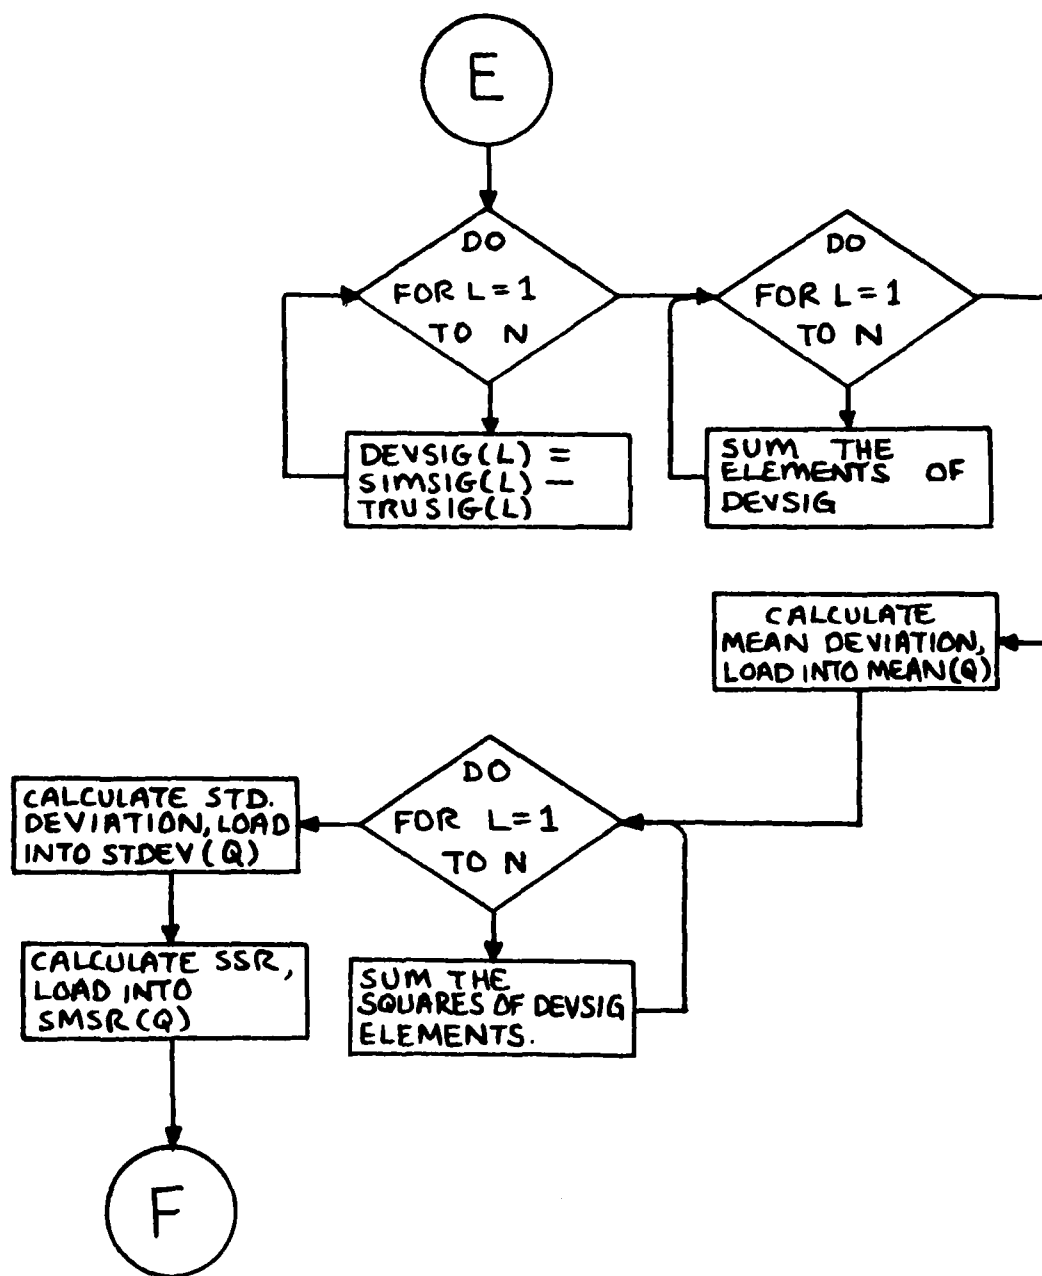 E
DO
FOR L=1
TO N
DEVSIG(L) =
SIMSIG(L) -
TRUSIG(L)
DO
FOR L=1
TO N
SUM THE
ELEMENTS OF
DEVSIG
CALCULATE
MEAN DEVIATION,
LOAD INTO MEAN(Q)
DO
FOR L=1
TO N
SUM THE
SQUARES OF DEVSIG
ELEMENTS.
CALCULATE STD.
DEVIATION, LOAD
INTO STDEV(Q)
CALCULATE SSR,
LOAD INTO
SMSR(Q)
F